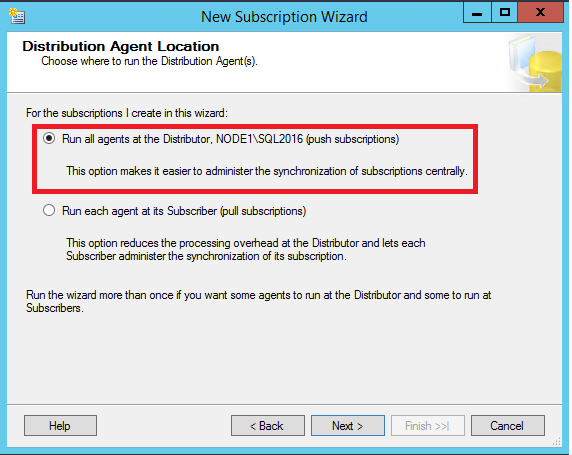 New Subscription Wizard
Distribution Agent Location
Choose where to run the Distribution Agent(s).
For the subscriptions I create in this wizard:
Run all agents at the Distributor, NODE1\SQL2016 (push subscriptions)
This option makes it easier to administer the synchronization of subscriptions centrally.
Run each agent at its Subscriber (pull subscriptions)
This option reduces the processing overhead at the Distributor and lets each
Subscriber administer the synchronization of its subscription.
Run the wizard more than once if you want some agents to run at the Distributor and some to run at
Subscribers.
Help
< Back
Next >
Finish >>|
Cancel